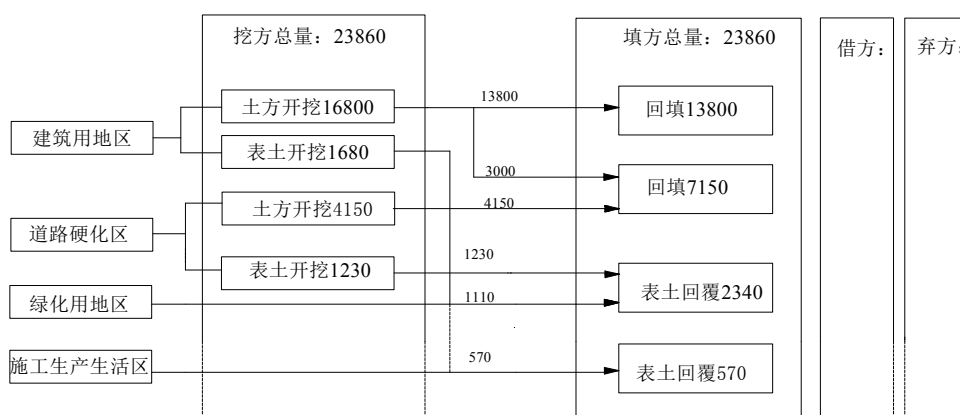 挖方总量：23860
填方总量：23860
借方：
弃方：
建筑用地区
土方开挖16800
13800
回填13800
表土开挖1680
3000
回填7150
土方开挖4150
4150
道路硬化区
表土开挖1230
1230
表土回覆2340
绿化用地区
1110
施工生产生活区
570
表土回覆570